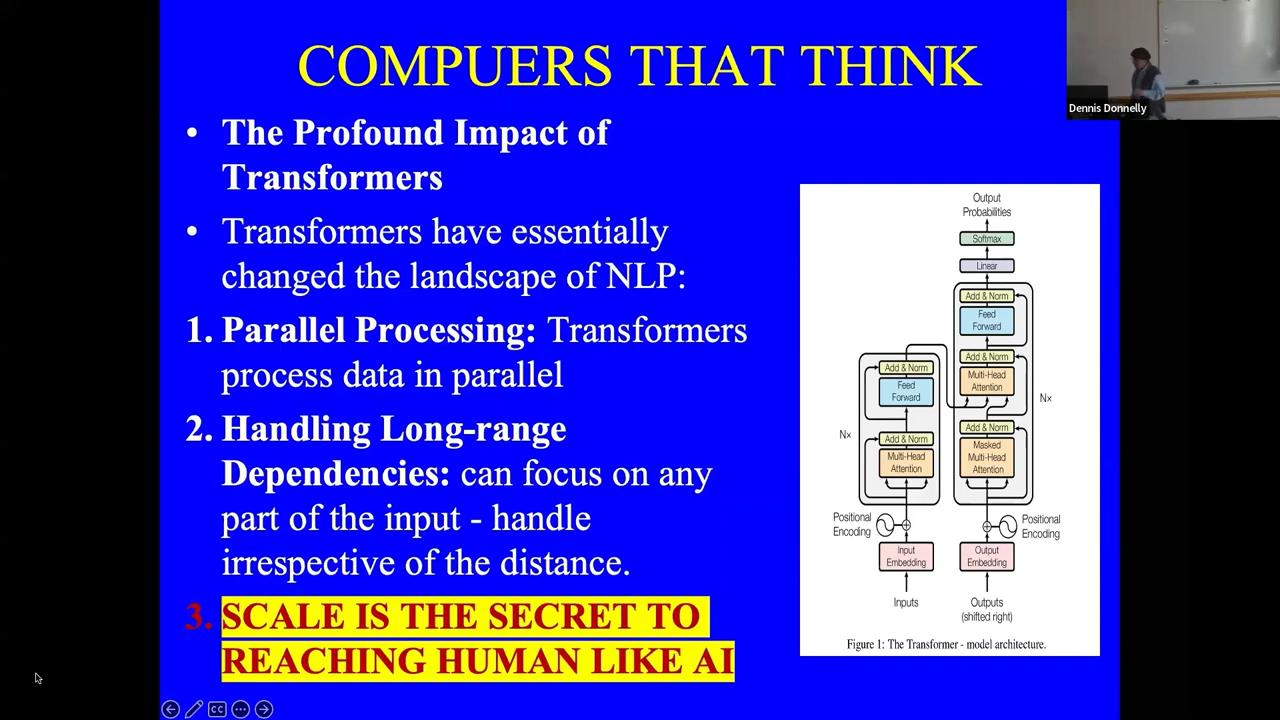 COMPUERS THAT THINK
Dennis Donnelly
• The Profound Impact of
Transformers
• Transformers have essentially
changed the landscape of NLP:
1. Parallel Processing: Transformers
process data in parallel
2. Handling Long-range
Dependencies: can focus on any
part of the input - handle
irrespective of the distance.
3. SCALE IS THE SECRET TO
REACHING HUMAN LIKE AI
Output
Probabilities
Softmax
Linear
Add & Norm
Feed
Forward
Add & Norm
Multi-Head
Attention
Nx
Add & Norm
Masked
Multi-Head
Attention
Add & Norm
Feed
Forward
Nx
Add & Norm
Multi-Head
Attention
Positional
Encoding
Positional
Encoding
Input
Embedding
Output
Embedding
Inputs
Outputs
(shifted right)
Figure 1: The Transformer - model architecture.
CC